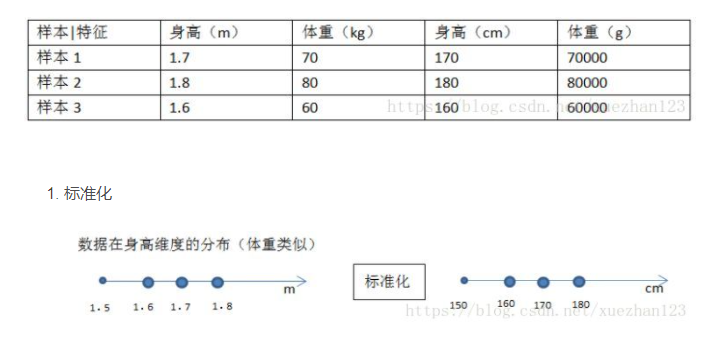 样本|特征 身高（m） 体重（kg） 身高（cm） 体重（g）
样本 1 1.7 70 170 70000
样本 2 1.8 80 180 80000
样本 3 1.6 60 160 60000
https://blog.csdn.net/xuezhan123
1. 标准化
数据在身高维度的分布（体重类似）
标准化
m
cm
1.5 1.6 1.7 1.8
150 160 170 180
https://blog.csdn.net/xuezhan123